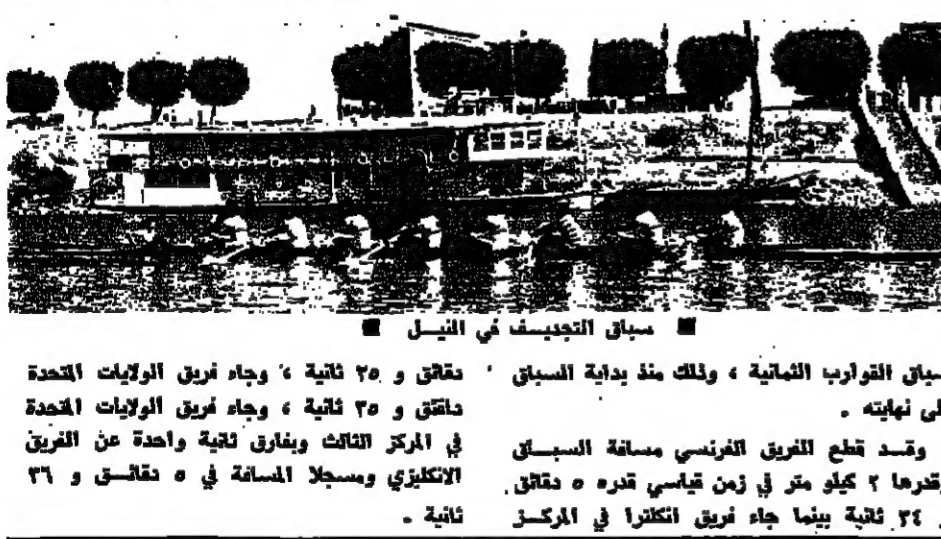 سباق التجديف في النيل
سباق القوارب الثمانية ، وذلك منذ بداية السباق
لى نهايته .
وقد قطع الفريق الفرنسي مسافة السباق
وقدرها ٢ كيلو متر في زمن قياسي قدره ٥ دقائق
٣٤ ثانية بينما جاء فريق انكلترا في المركز
دقائق و ٢٥ ثانية ، وجاء فريق الولايات المتحدة
داقتق و ٣٥ ثانية ، وجاء فريق الولايات المتحدة
في المركز الثالث وبفارق ثانية واحدة عن الفريق
الانكليزي ومسجلا المسافة في ٥ دقائق و ٣٦
ثانية .